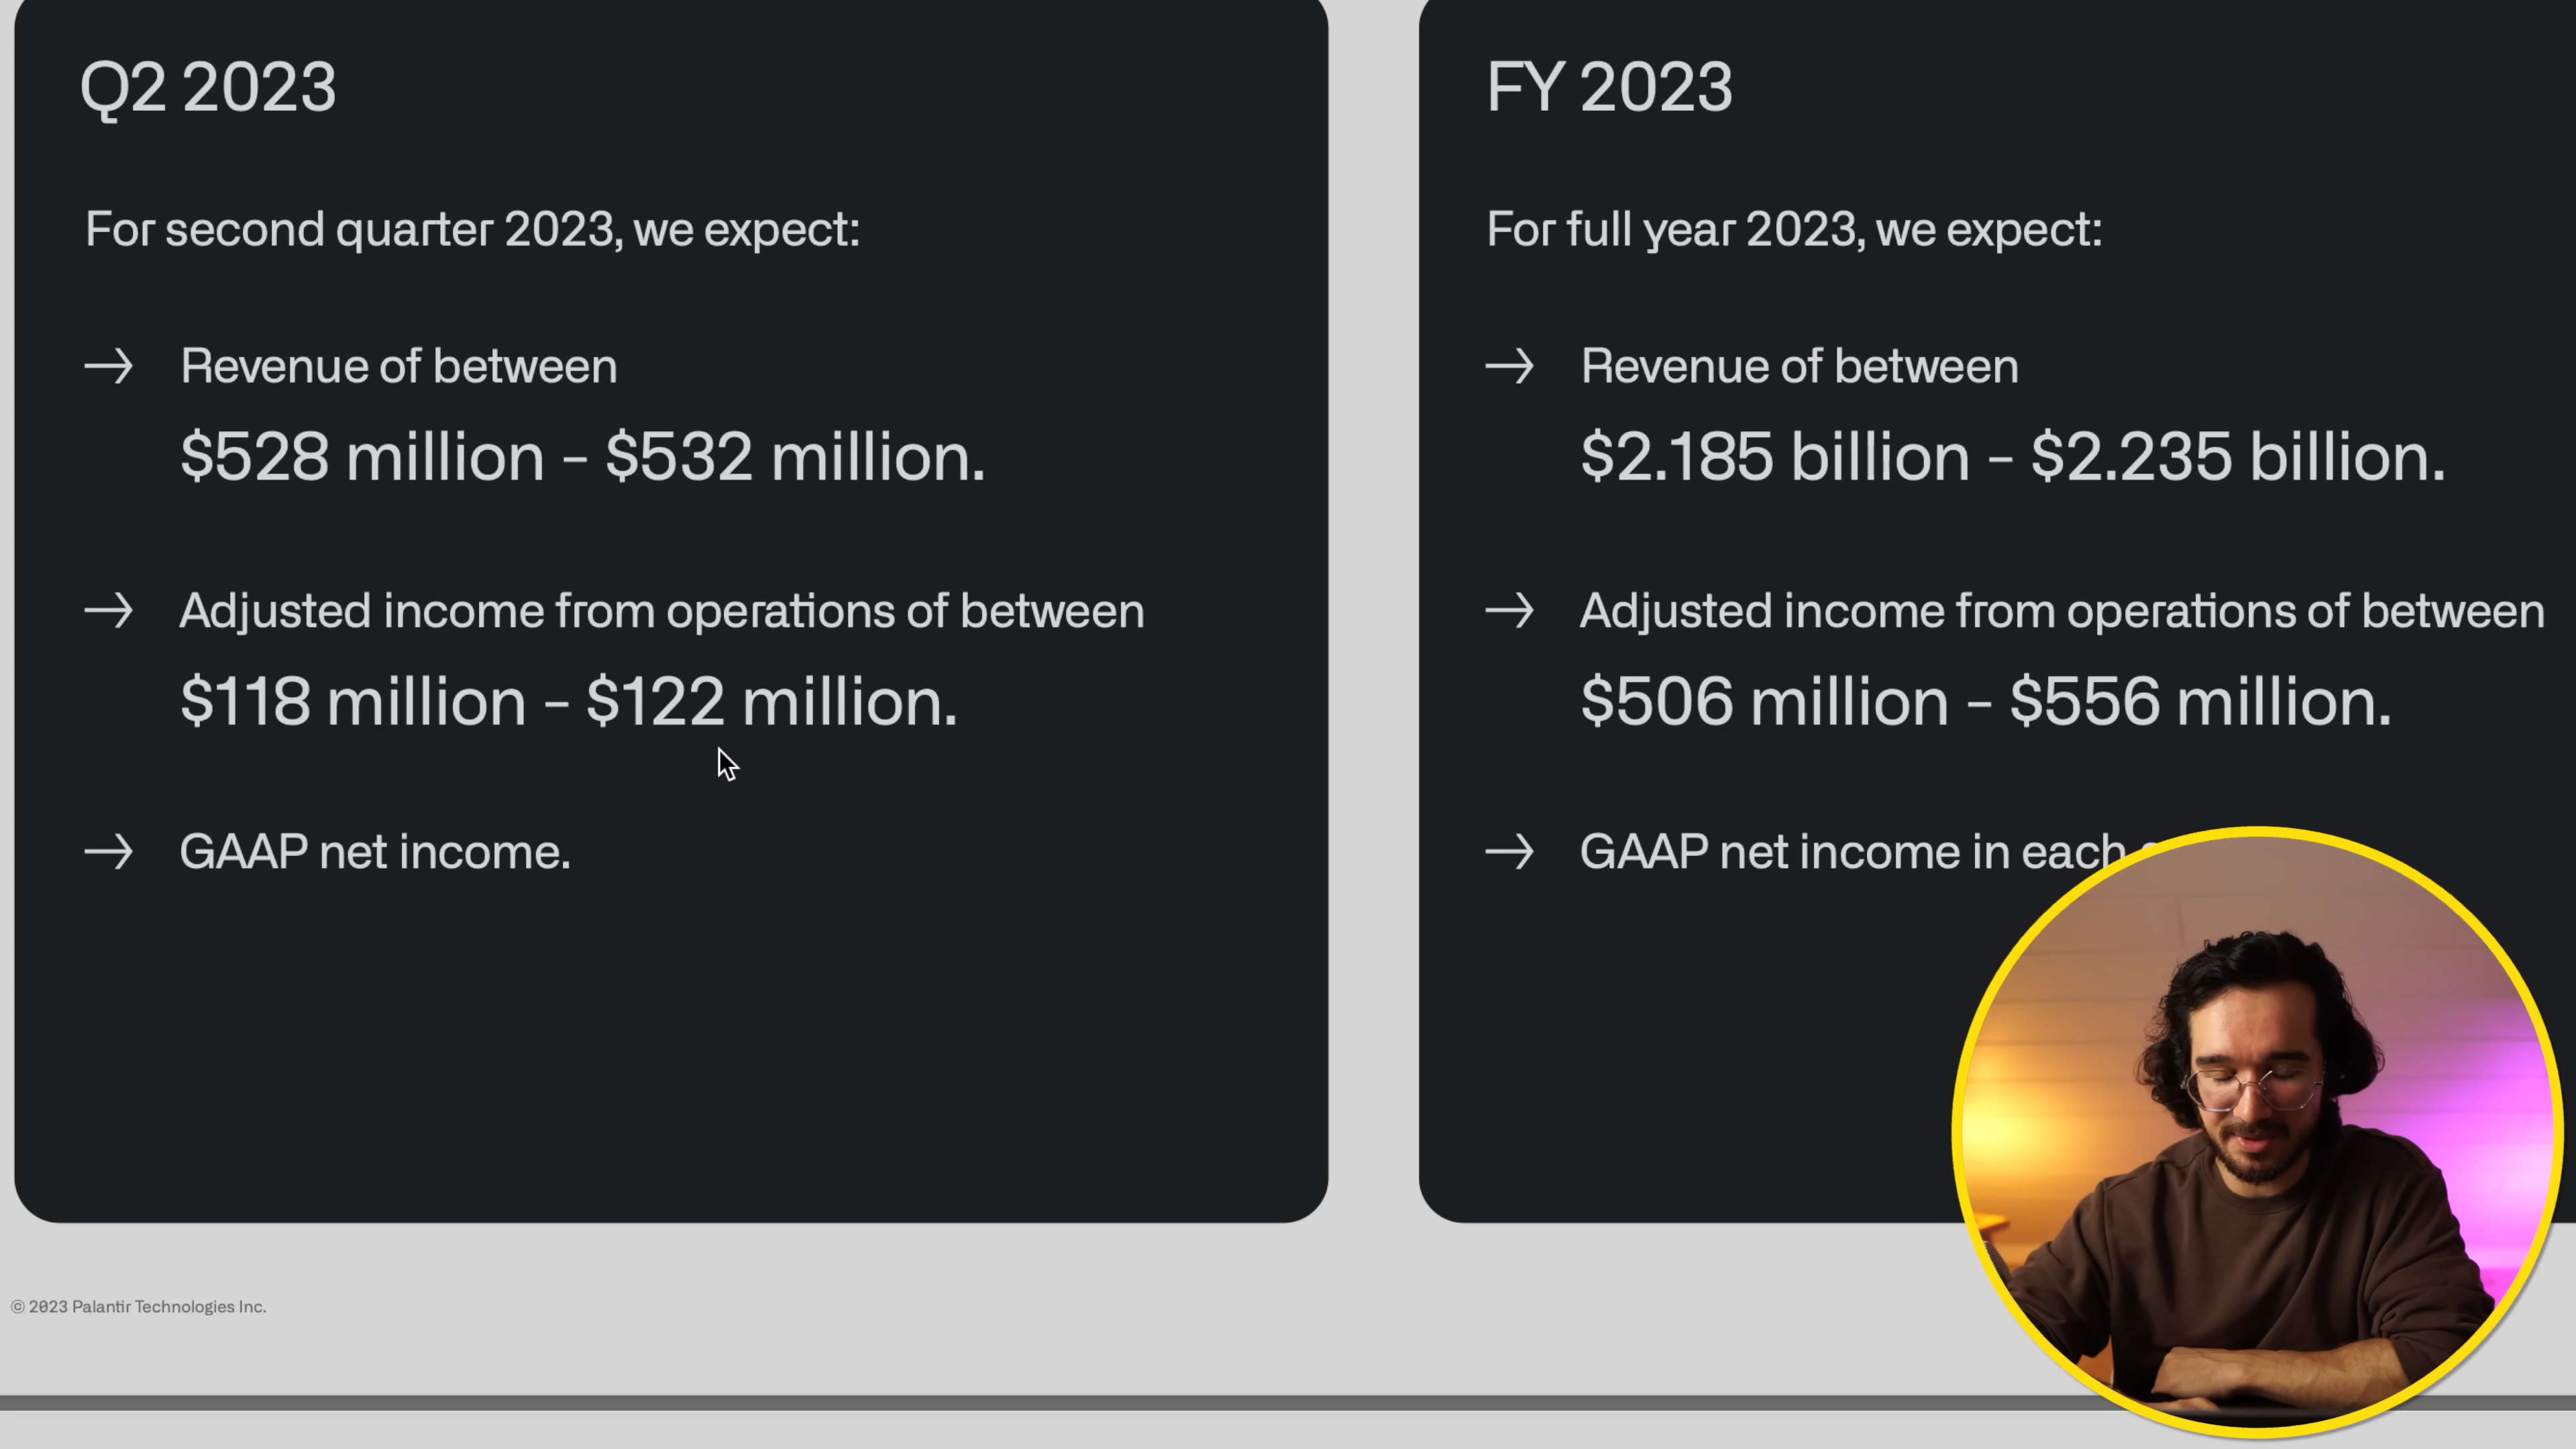 Q2 2023
For second quarter 2023, we expect:
→ Revenue of between
$528 million – $532 million.
→ Adjusted income from operations of between
$118 million – $122 million.
→ GAAP net income.
FY 2023
For full year 2023, we expect:
→ Revenue of between
$2.185 billion – $2.235 billion.
→ Adjusted income from operations of between
$506 million – $556 million.
→ GAAP net income in each
© 2023 Palantir Technologies Inc.